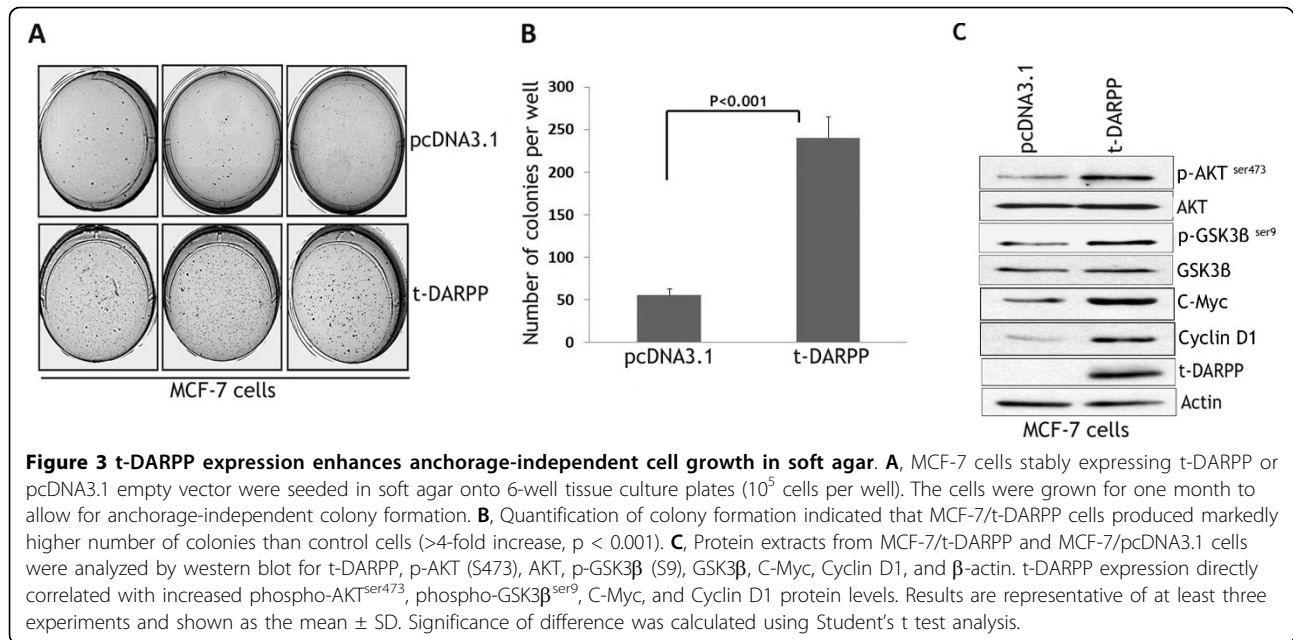 A
pcDNA3.1
t-DARPP
MCF-7 cells
B
Number of colonies per well
300
250
200
150
100
50
0
P<0.001
pcDNA3.1
t-DARPP
C
pcDNA3.1
t-DARPP
p-AKT ser473
AKT
p-GSK3ß ser9
GSK3ß
C-Myc
Cyclin D1
t-DARPP
Actin
MCF-7 cells
Figure 3 t-DARPP expression enhances anchorage-independent cell growth in soft agar. A, MCF-7 cells stably expressing t-DARPP or
pcDNA3.1 empty vector were seeded in soft agar onto 6-well tissue culture plates (10⁵ cells per well). The cells were grown for one month to
allow for anchorage-independent colony formation. B, Quantification of colony formation indicated that MCF-7/t-DARPP cells produced markedly
higher number of colonies than control cells (>4-fold increase, p < 0.001). C, Protein extracts from MCF-7/t-DARPP and MCF-7/pcDNA3.1 cells
were analyzed by western blot for t-DARPP, p-AKT (S473), AKT, p-GSK3β (S9), GSK3β, C-Myc, Cyclin D1, and β-actin. t-DARPP expression directly
correlated with increased phospho-AKTser473, phospho-GSK3βser9, C-Myc, and Cyclin D1 protein levels. Results are representative of at least three
experiments and shown as the mean ± SD. Significance of difference was calculated using Student's t test analysis.